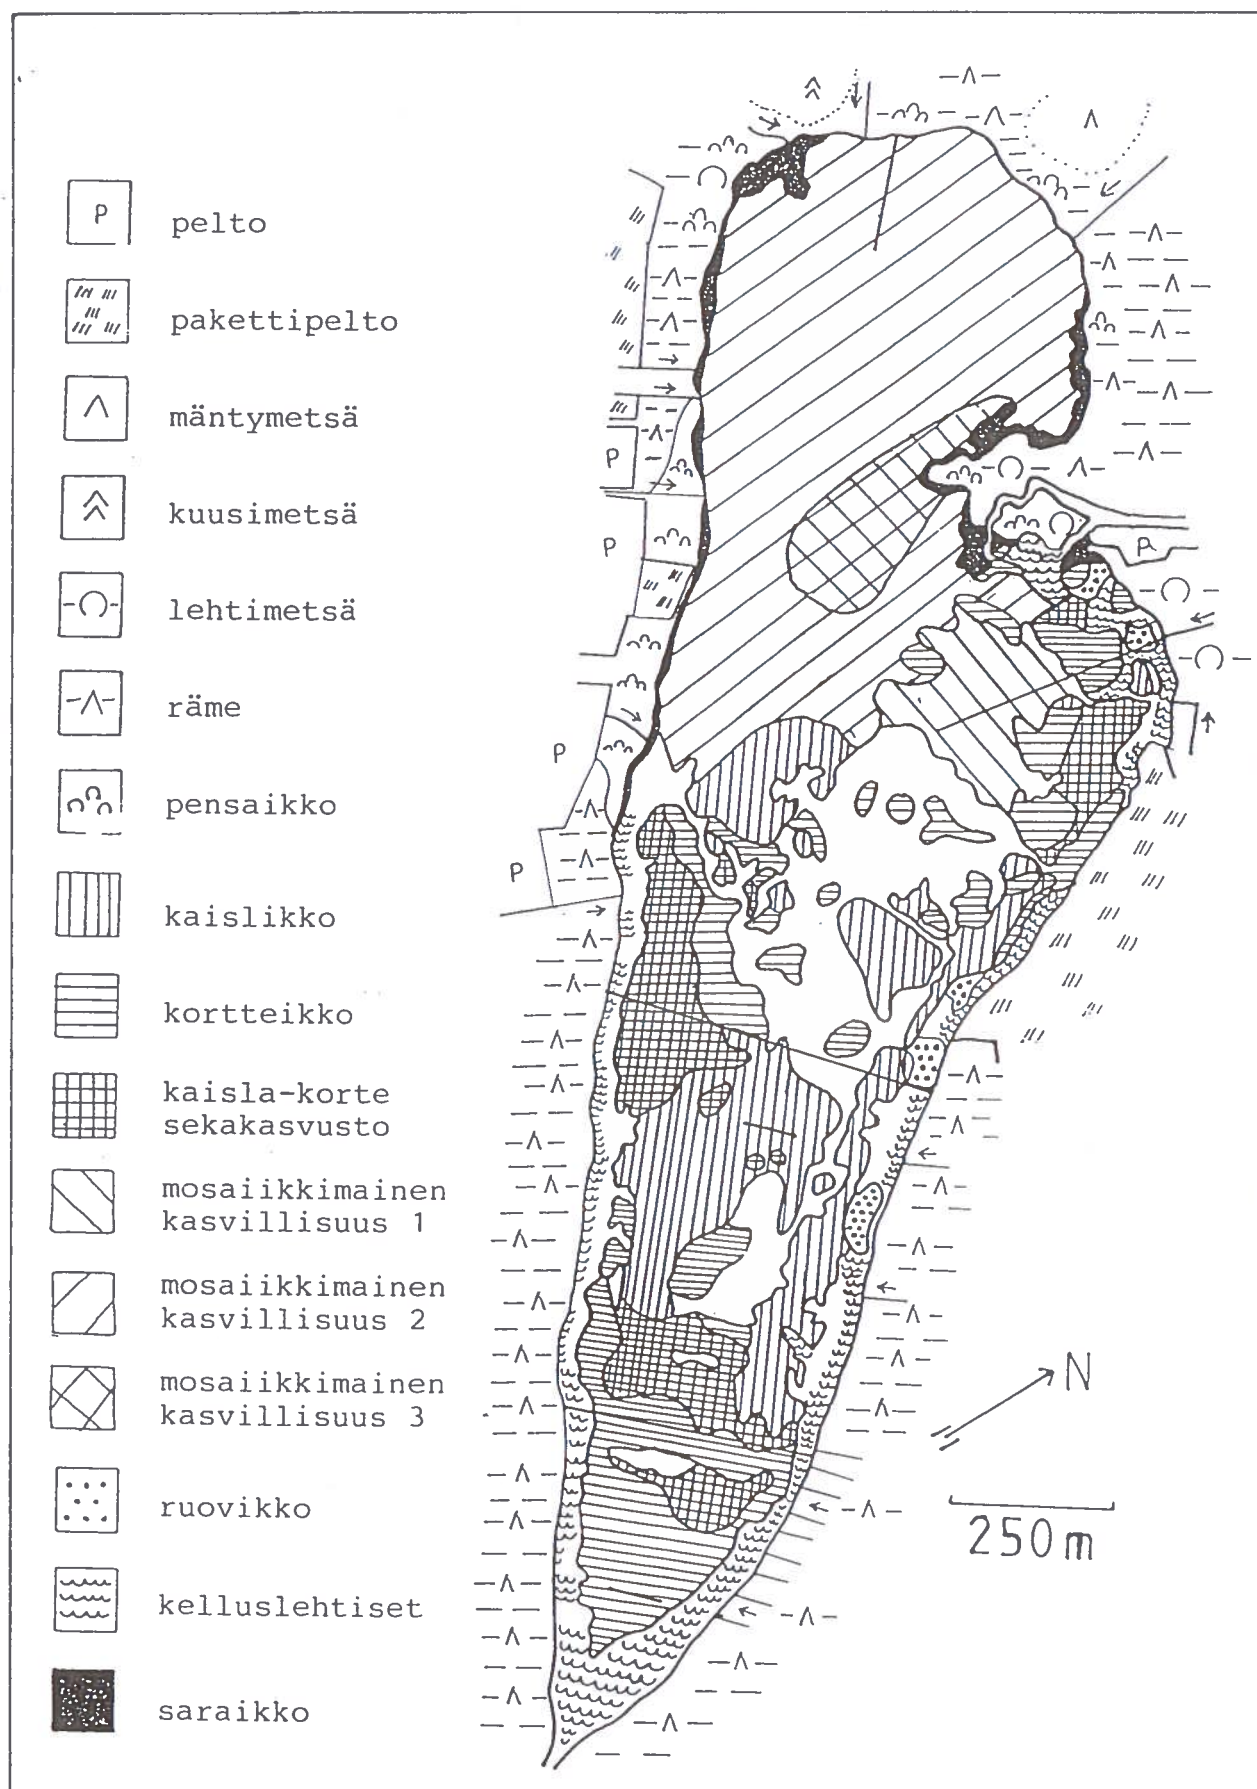 P
pelto
pakettipelto
mäntymetsä
kuusimetsä
lehtimetsä
räme
pensaikko
kaislikko
kortteikko
kaisla-korte
sekakasvusto
mosaiikkimainen
kasvillisuus 1
mosaiikkimainen
kasvillisuus 2
mosaiikkimainen
kasvillisuus 3
ruovikko
kelluslehtiset
saraikko
P
P
P
P
N
250m